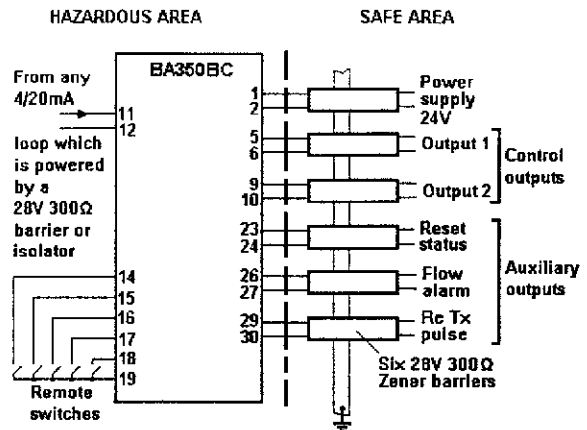 HAZARDOUS AREA
SAFE AREA
BA350BC
From any
4/20mA
loop which
is powered
by a
28V 300Ω
barrier or
isolator
11
12
14
15
16
17
18
19
Remote
switches
1
2
5
6
9
10
23
24
26
27
29
30
Power
supply
24V
Output 1
Output 2
Control
outputs
Reset
status
Flow
alarm
Re Tx
pulse
Auxiliary
outputs
Six 28V 300Ω
Zener barriers